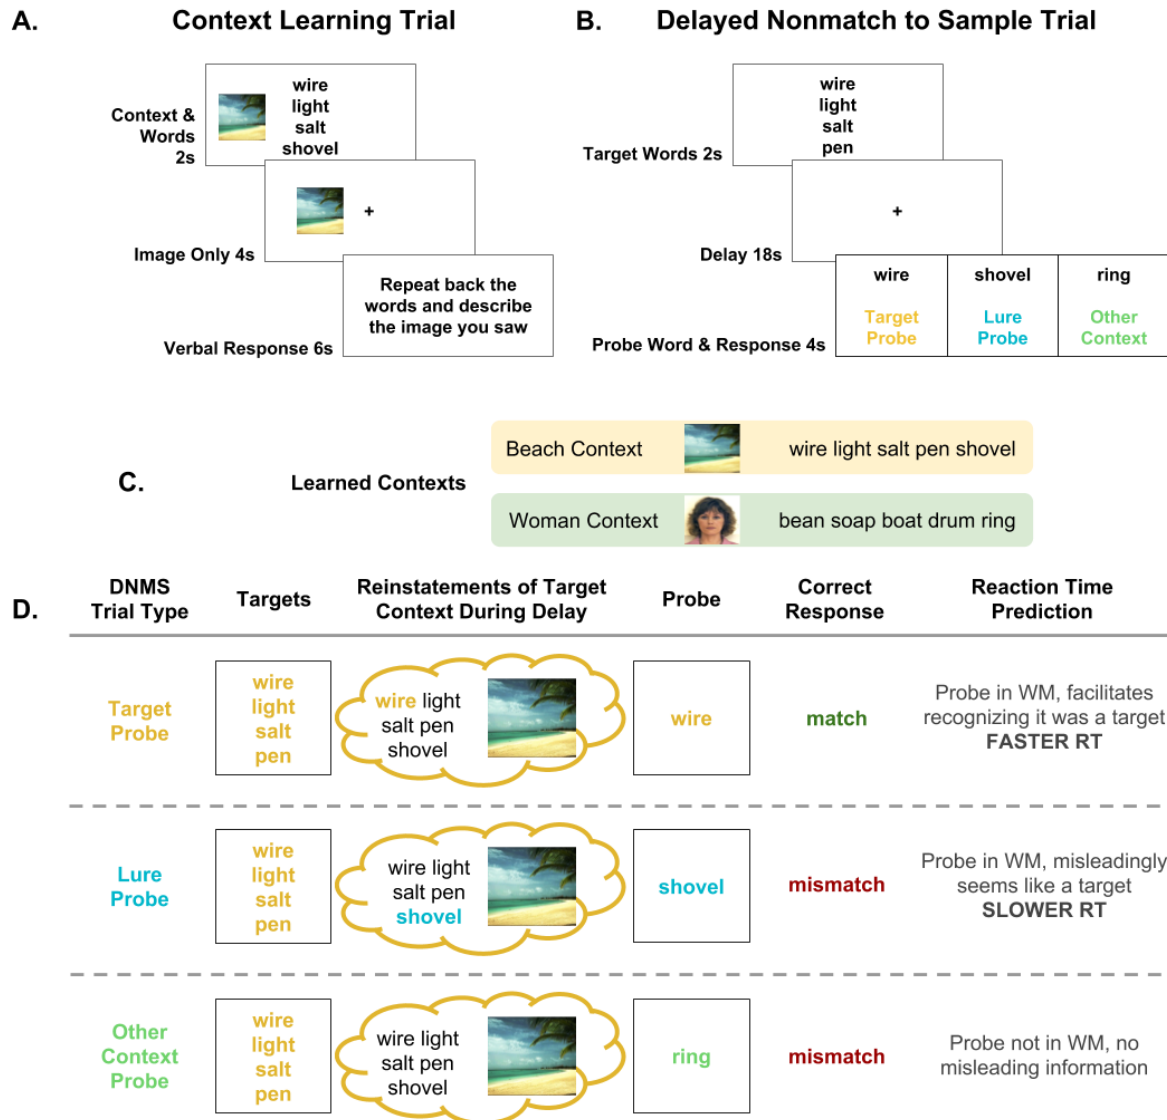 A.
Context Learning Trial
Context &
Words
2s
wire
light
salt
shovel
Image Only 4s
+
Verbal Response 6s
Repeat back the
words and describe
the image you saw
B.
Delayed Nonmatch to Sample Trial
Target Words 2s
wire
light
salt
pen
Delay 18s
+
Probe Word & Response 4s
wire
Target
Probe
shovel
Lure
Probe
ring
Other
Context
C.
Learned Contexts
Beach Context wire light salt pen shovel
Woman Context bean soap boat drum ring
D.
DNMS
Trial Type
Targets
Reinstatements of Target
Context During Delay
Probe
Correct
Response
Reaction Time
Prediction
Target
Probe
wire
light
salt
pen
wire light
salt pen
shovel
wire
match
Probe in WM, facilitates
recognizing it was a target
FASTER RT
Lure
Probe
wire
light
salt
pen
wire light
salt pen
shovel
shovel
mismatch
Probe in WM, misleadingly
seems like a target
SLOWER RT
Other
Context
Probe
wire
light
salt
pen
wire light
salt pen
shovel
ring
mismatch
Probe not in WM, no
misleading information